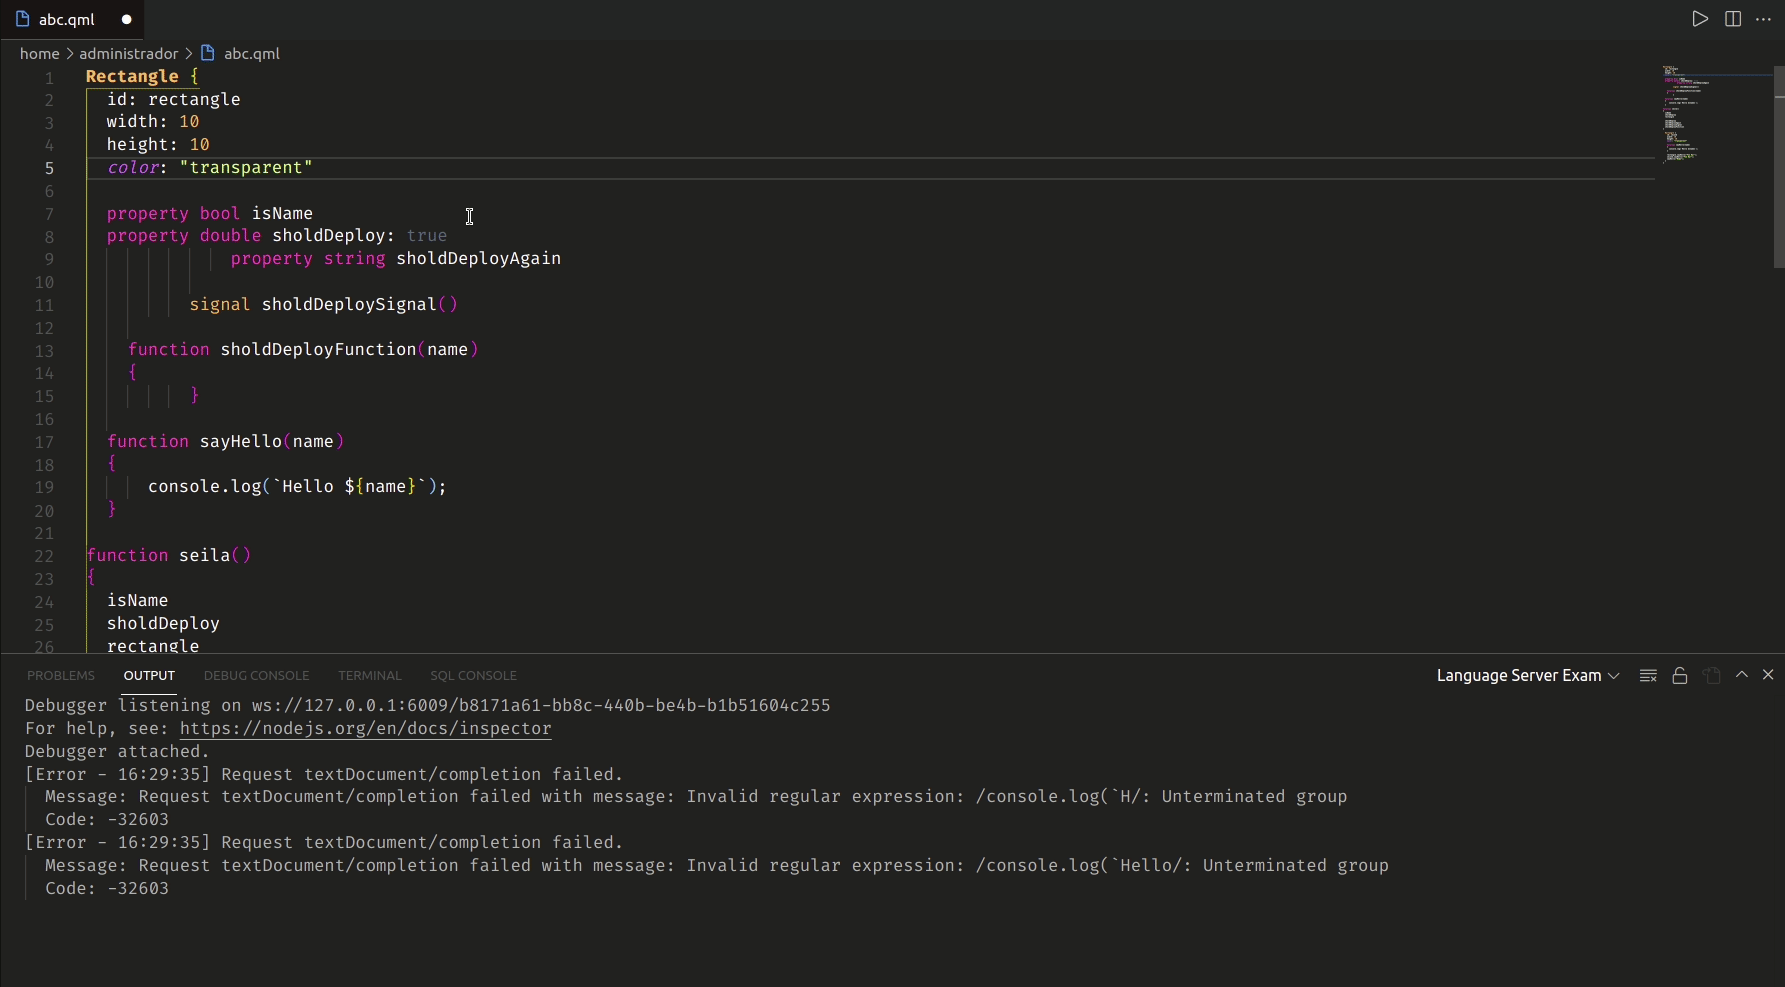 abc.qml
home > administrador > abc.qml
1 Rectangle {
2 id: rectangle
3 width: 10
4 height: 10
5 color: "transparent"
6
7 property bool isName
8 property double sholdDeploy: true
9 property string sholdDeployAgain
10
11 signal sholdDeploySignal()
12
13 function sholdDeployFunction(name)
14 {
15 }
16
17 function sayHello(name)
18 {
19 console.log(`Hello ${name}`);
20 }
21
22 function seila()
23 {
24 isName
25 sholdDeploy
26 rectangle
PROBLEMS OUTPUT DEBUG CONSOLE TERMINAL SQL CONSOLE Language Server Exam
Debugger listening on ws://127.0.0.1:6009/b8171a61-bb8c-440b-be4b-b1b51604c255
For help, see: https://nodejs.org/en/docs/inspector
Debugger attached.
[Error - 16:29:35] Request textDocument/completion failed.
Message: Request textDocument/completion failed with message: Invalid regular expression: /console.log(`H/: Unterminated group
Code: -32603
[Error - 16:29:35] Request textDocument/completion failed.
Message: Request textDocument/completion failed with message: Invalid regular expression: /console.log(`Hello/: Unterminated group
Code: -32603